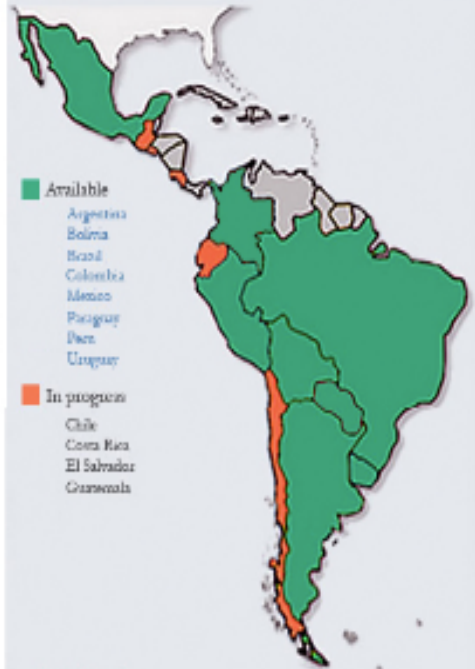 Available
Argentina
Bolivia
Brazil
Colombia
Mexico
Paraguay
Peru
Uruguay
In progress
Chile
Costa Rica
El Salvador
Guatemala